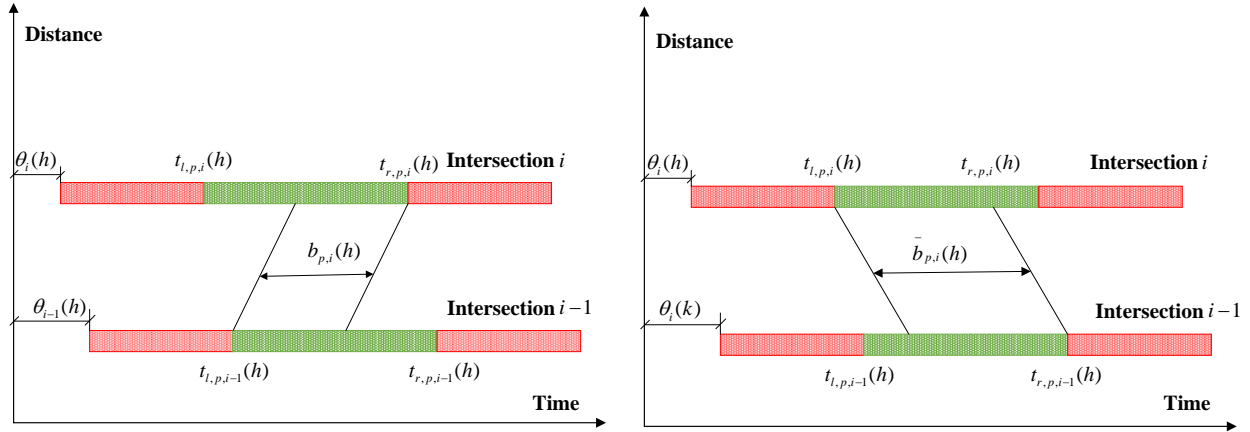 Distance
θ_i(h)
t_{l,p,i}(h)
t_{r,p,i}(h)
Intersection i
b_{p,i}(h)
θ_{i−1}(h)
Intersection i−1
t_{l,p,i−1}(h)
t_{r,p,i−1}(h)
Time
Distance
θ_i(h)
t_{l,p,i}(h)
t_{r,p,i}(h)
Intersection i
b̄_{p,i}(h)
θ_i(k)
Intersection i−1
t_{l,p,i−1}(h)
t_{r,p,i−1}(h)
Time